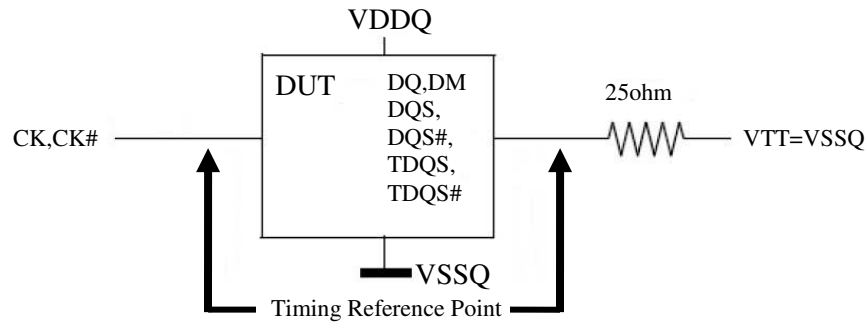 VDDQ
DUT
DQ,DM
DQS,
DQS#,
TDQS,
TDQS#
25ohm
CK,CK#
VTT=VSSQ
VSSQ
Timing Reference Point